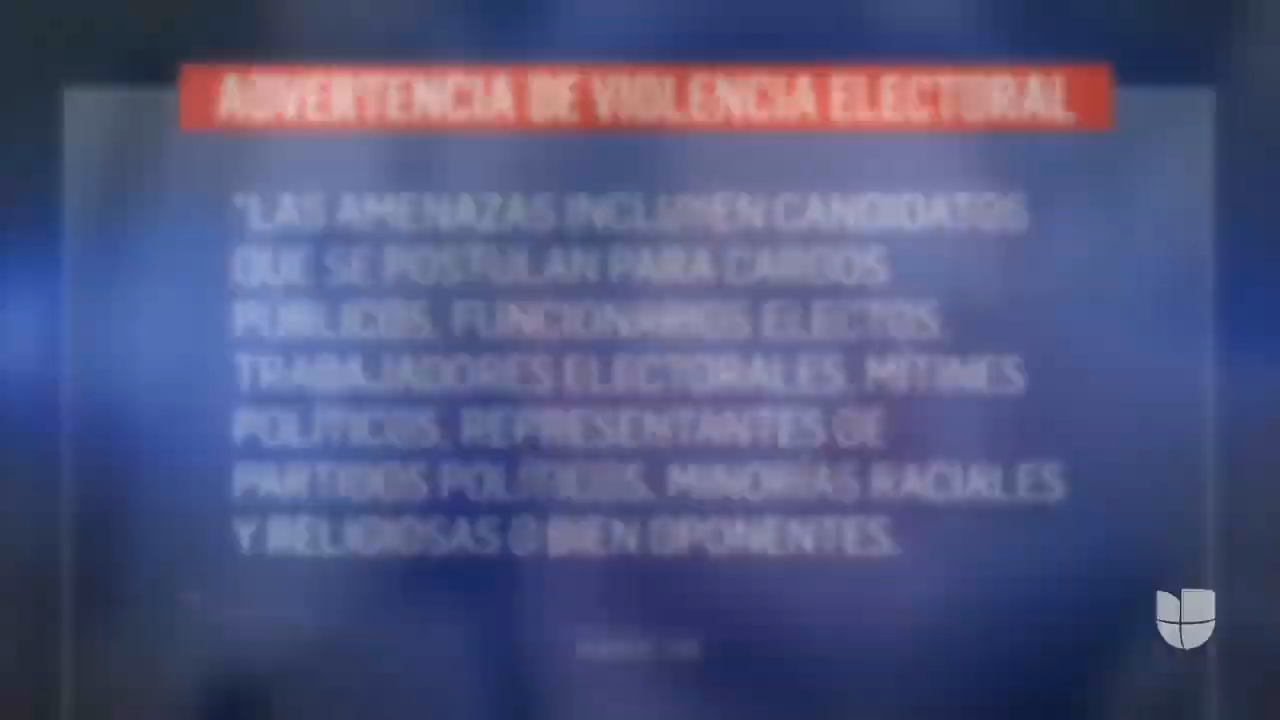 ADVERTENCIA DE VIOLENCIA ELECTORAL
"LAS AMENAZAS INCLUYEN CANDIDATOS
QUE SE POSTULAN PARA CARGOS
PÚBLICOS, FUNCIONARIOS ELECTOS,
TRABAJADORES ELECTORALES, MÍTINES
POLÍTICOS, REPRESENTANTES DE
PARTIDOS POLÍTICOS, MINORÍAS RACIALES
Y RELIGIOSAS O BIEN OPONENTES.